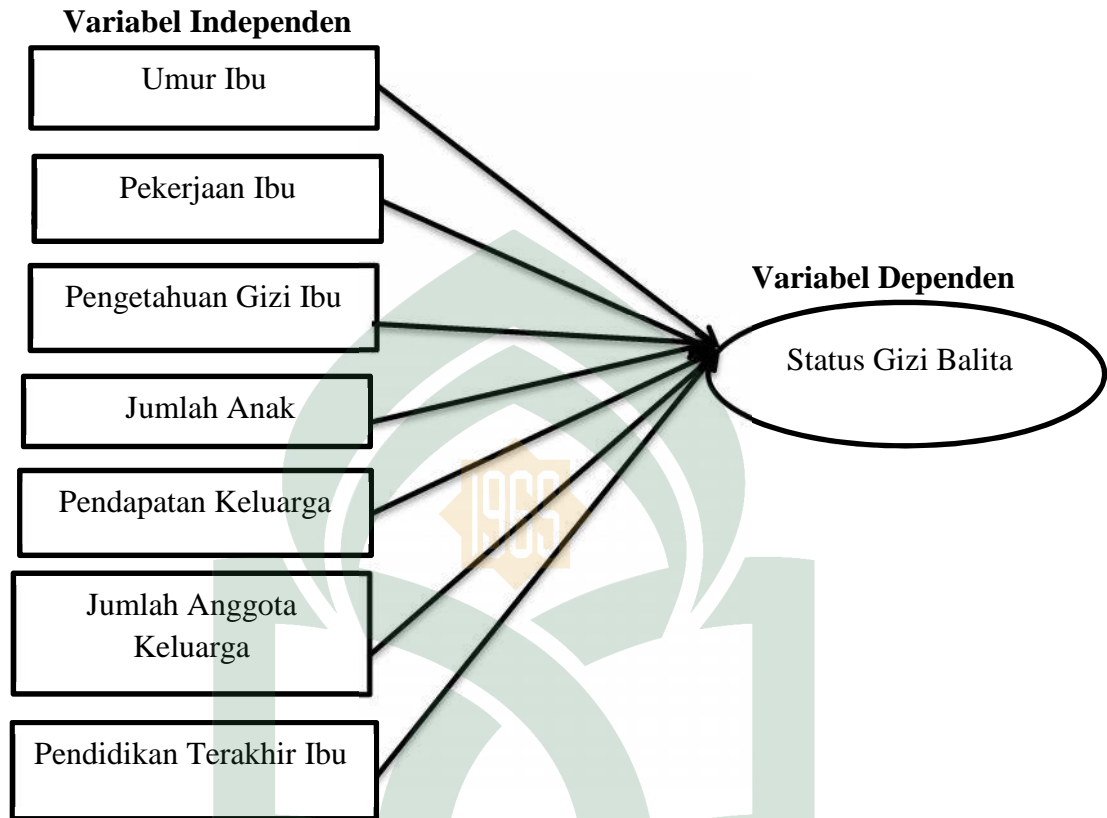 Variabel Independen
Umur Ibu
Pekerjaan Ibu
Pengetahuan Gizi Ibu
Jumlah Anak
Pendapatan Keluarga
Jumlah Anggota
Keluarga
Pendidikan Terakhir Ibu
Variabel Dependen
Status Gizi Balita
1965